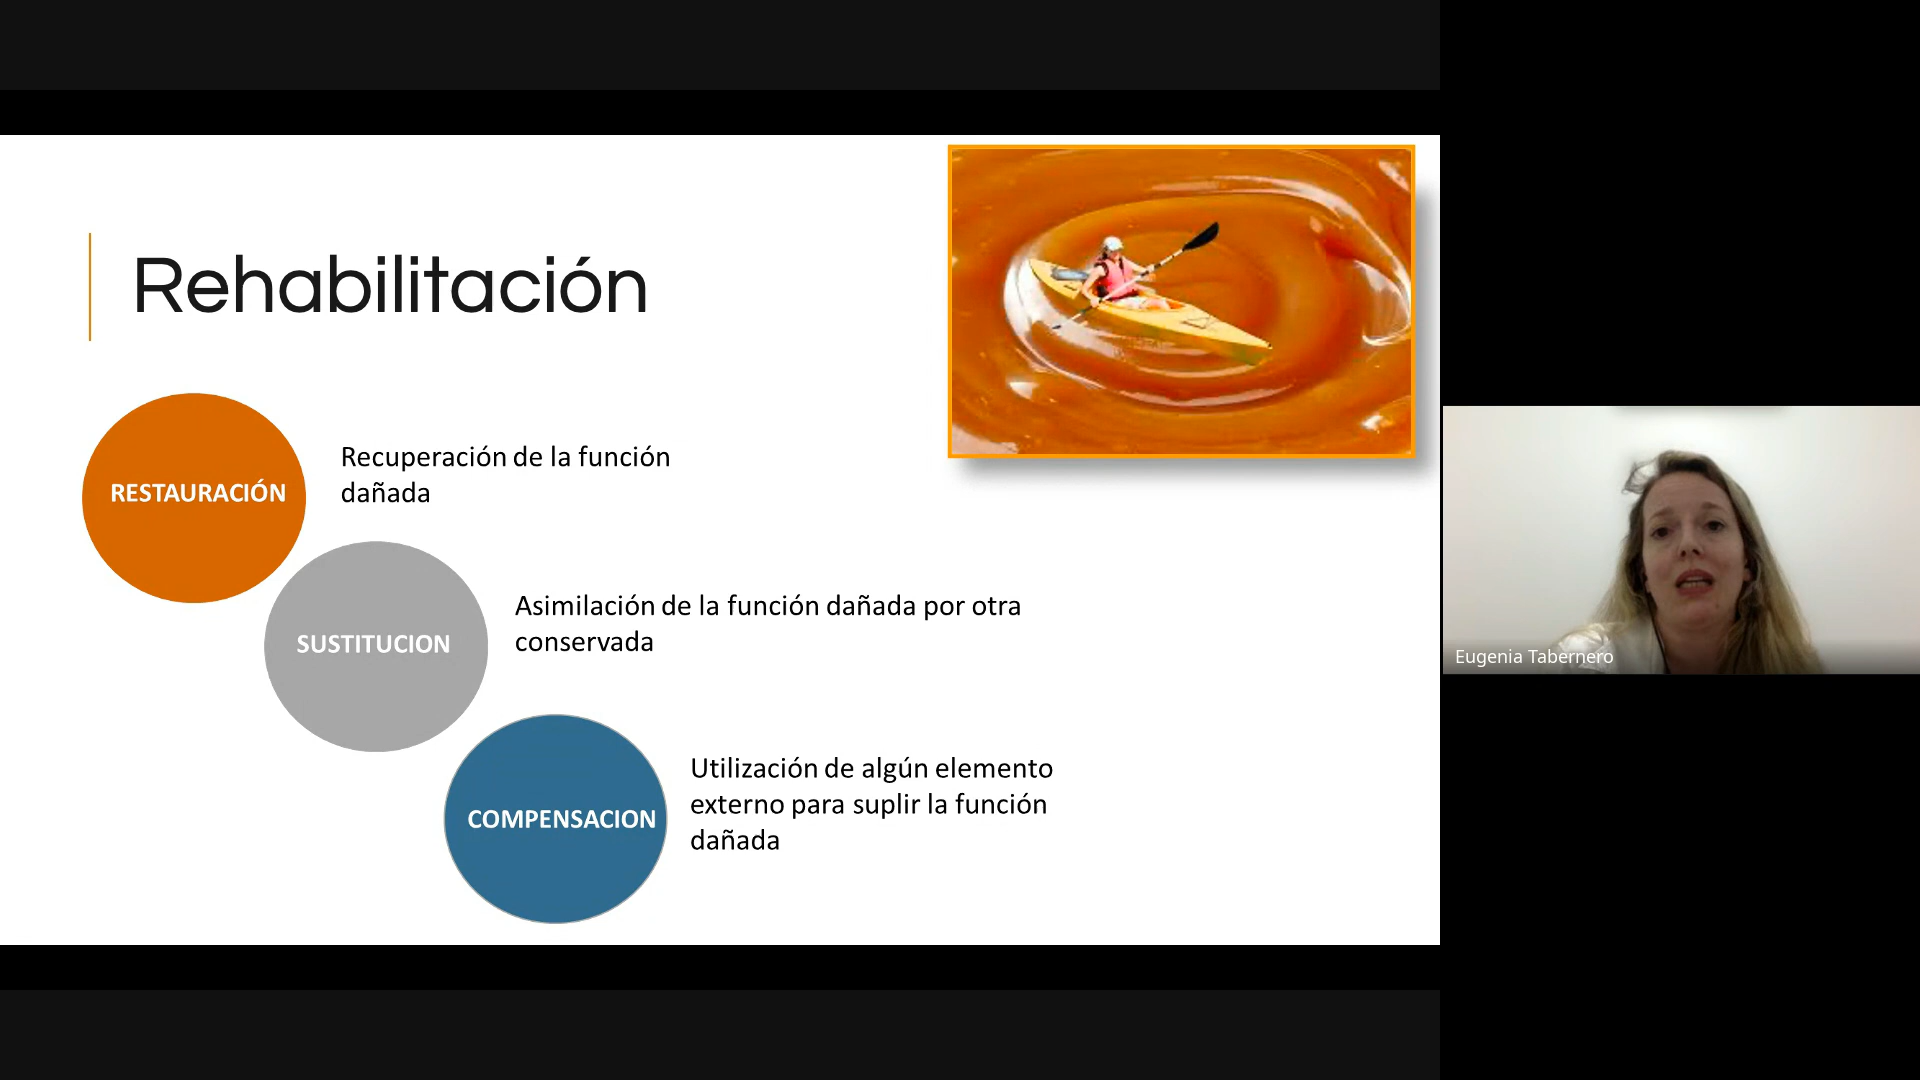 Rehabilitación
RESTAURACIÓN
Recuperación de la función
dañada
SUSTITUCION
Asimilación de la función dañada por otra
conservada
COMPENSACION
Utilización de algún elemento
externo para suplir la función
dañada
Eugenia Tabernero